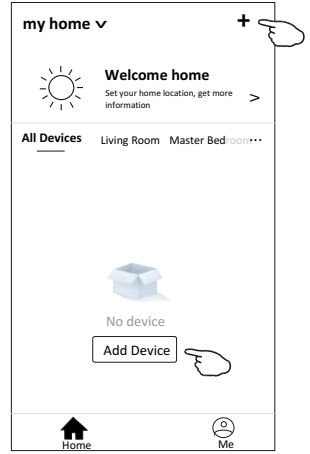 my home
Welcome home
Set your home location, get more
information
All Devices Living Room Master Bedroom ...
No device
Add Device
Home Me